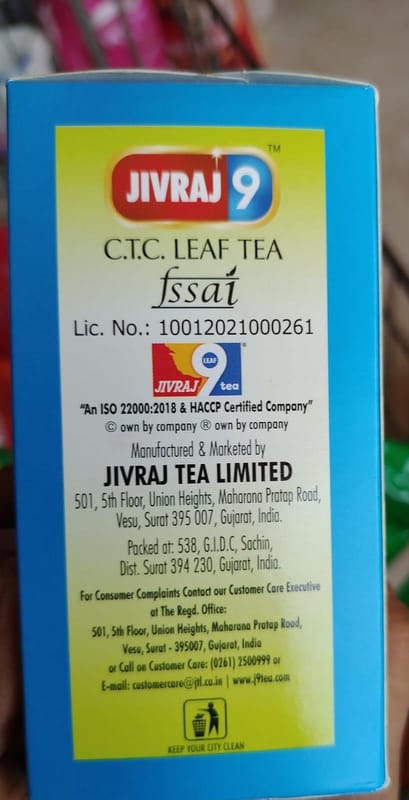 JIVRAJ 9 TM
C.T.C. LEAF TEA
fssai
Lic. No.: 10012021000261
JIVRAJ 9 LEAF tea ®
"An ISO 22000:2018 & HACCP Certified Company"
© own by company ® own by company
Manufactured & Marketed by
JIVRAJ TEA LIMITED
501, 5th Floor, Union Heights, Maharana Pratap Road,
Vesu, Surat 395 007, Gujarat, India.
Packed at: 538, G.I.D.C, Sachin,
Dist. Surat 394 230, Gujarat, India.
For Consumer Complaints Contact our Customer Care Executive
at The Regd. Office:
501, 5th Floor, Union Heights, Maharana Pratap Road,
Vesu, Surat - 395007, Gujarat, India
or Call on Customer Care: (0261) 2500999 or
E-mail: customercare@jtl.co.in | www.j9tea.com
KEEP YOUR CITY CLEAN